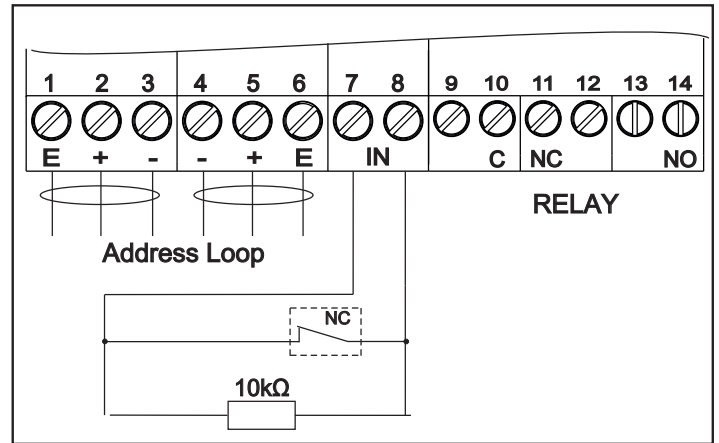 1 2 3 4 5 6 7 8 9 10 11 12 13 14
E + - - + E IN C NC NO
RELAY
Address Loop
NC
10kΩ